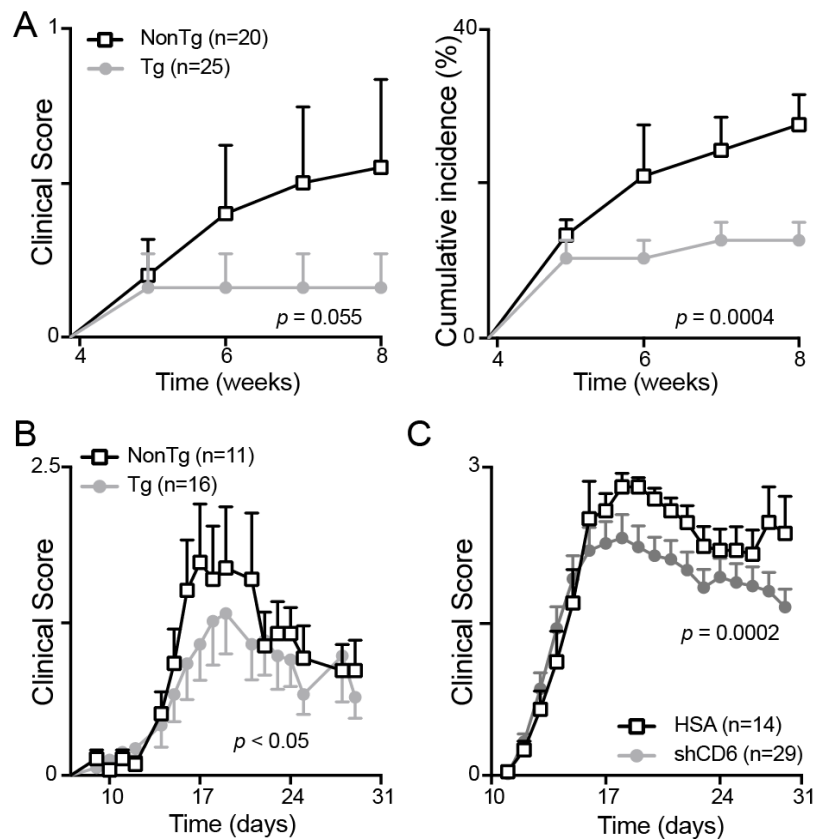 A
1
NonTg (n=20)
Tg (n=25)
Clinical Score
0
4
6
8
Time (weeks)
p = 0.055
40
Cumulative incidence (%)
0
4
6
8
Time (weeks)
p = 0.0004
B
NonTg (n=11)
Tg (n=16)
2.5
Clinical Score
0
10
17
24
31
Time (days)
p < 0.05
C
3
Clinical Score
0
10
17
24
31
Time (days)
p = 0.0002
HSA (n=14)
shCD6 (n=29)